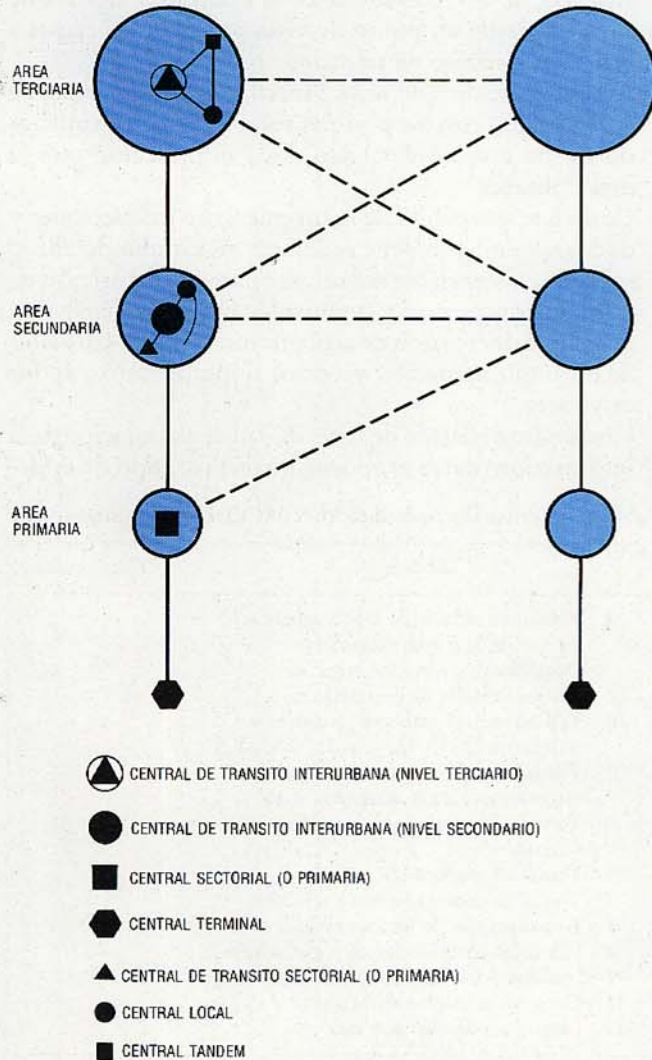 AREA
TERCIARIA
AREA
SECUNDARIA
AREA
PRIMARIA
CENTRAL DE TRANSITO INTERURBANA (NIVEL TERCIARIO)
CENTRAL DE TRANSITO INTERURBANA (NIVEL SECONDARIO)
CENTRAL SECTORIAL (O PRIMARIA)
CENTRAL TERMINAL
CENTRAL DE TRANSITO SECTORIAL (O PRIMARIA)
CENTRAL LOCAL
CENTRAL TANDEM